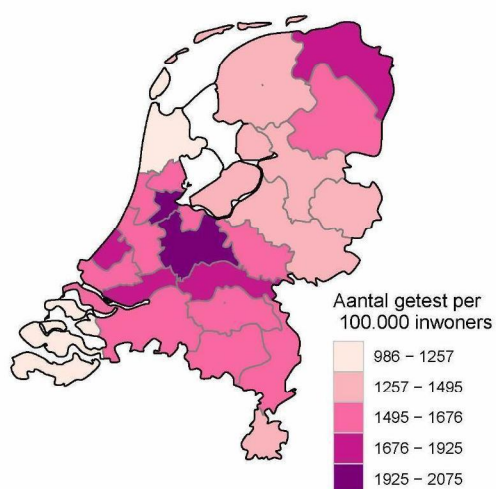 Aantal getest per
100.000 inwoners
986 – 1257
1257 – 1495
1495 – 1676
1676 – 1925
1925 – 2075